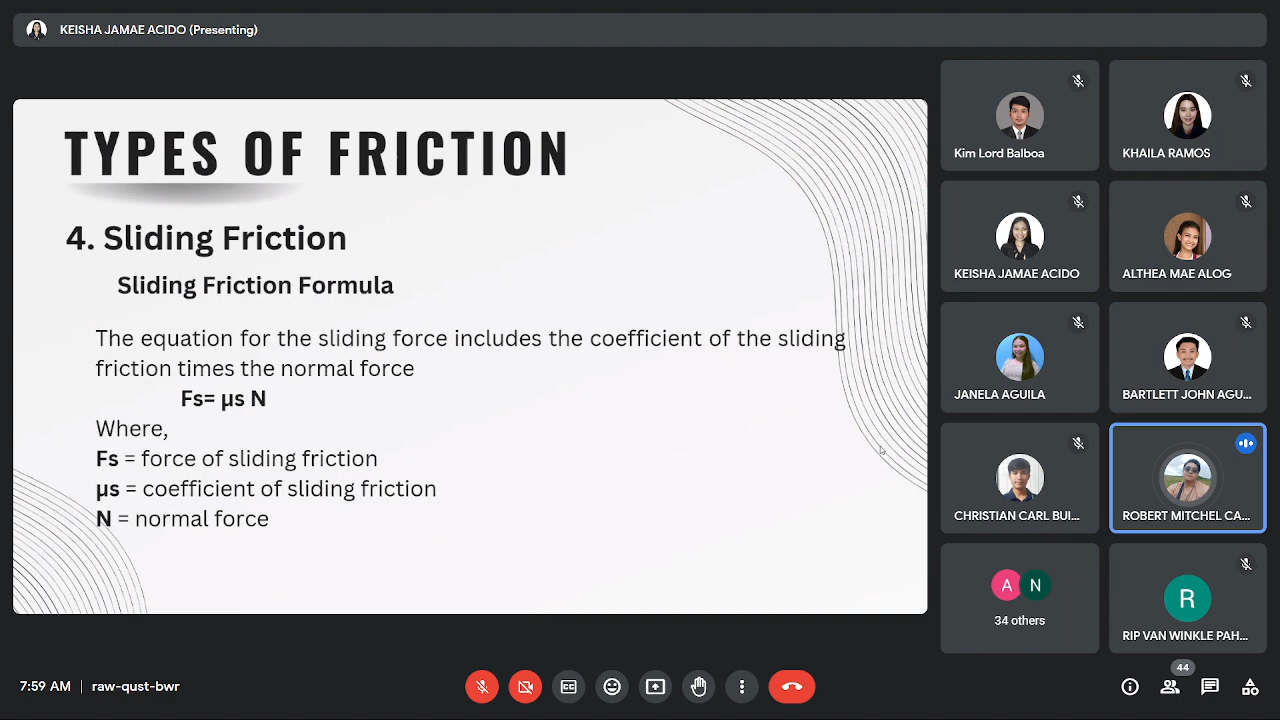 KEISHA JAMAE ACIDO (Presenting)
TYPES OF FRICTION
4. Sliding Friction
Sliding Friction Formula
The equation for the sliding force includes the coefficient of the sliding
friction times the normal force
Fs= μs N
Where,
Fs = force of sliding friction
μs = coefficient of sliding friction
N = normal force
Kim Lord Balboa
KHAILA RAMOS
KEISHA JAMAE ACIDO
ALTHEA MAE ALOG
JANELA AGUILA
BARTLETT JOHN AGU...
CHRISTIAN CARL BUI...
ROBERT MITCHEL CA...
A N
34 others
R
RIP VAN WINKLE PAH...
7:59 AM | raw-qust-bwr
CC
44